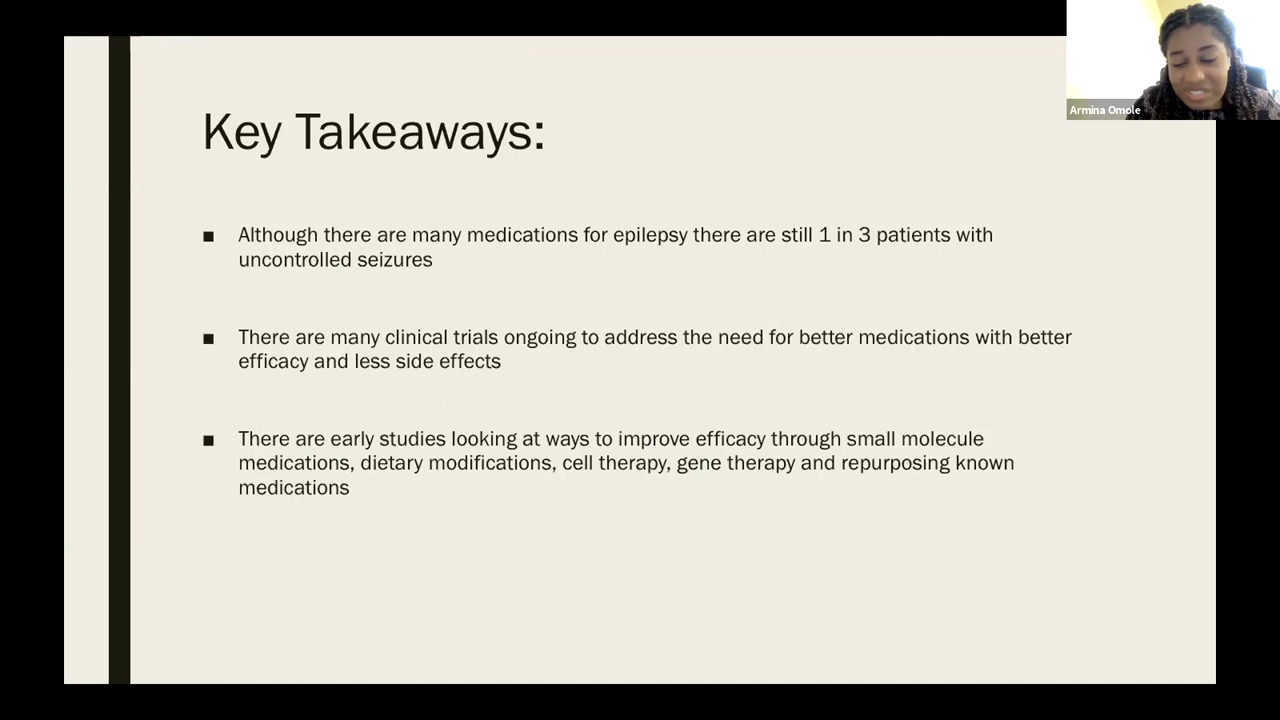 Armina Omole
Key Takeaways:
■ Although there are many medications for epilepsy there are still 1 in 3 patients with
uncontrolled seizures
■ There are many clinical trials ongoing to address the need for better medications with better
efficacy and less side effects
■ There are early studies looking at ways to improve efficacy through small molecule
medications, dietary modifications, cell therapy, gene therapy and repurposing known
medications